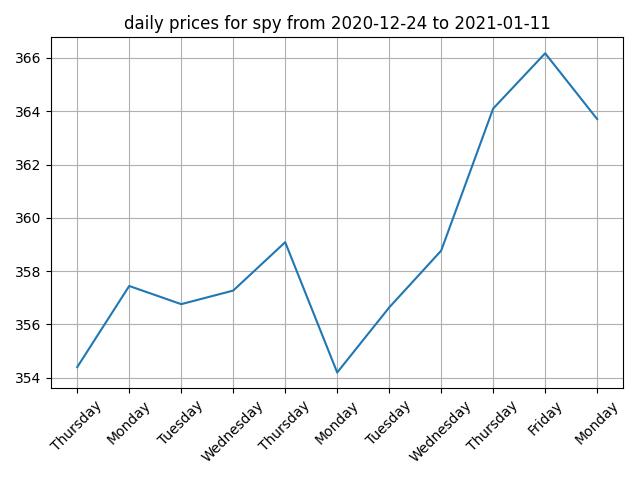 daily prices for spy from 2020-12-24 to 2021-01-11
366
364
362
360
358
356
354
Thursday
Monday
Tuesday
Wednesday
Thursday
Monday
Tuesday
Wednesday
Thursday
Friday
Monday